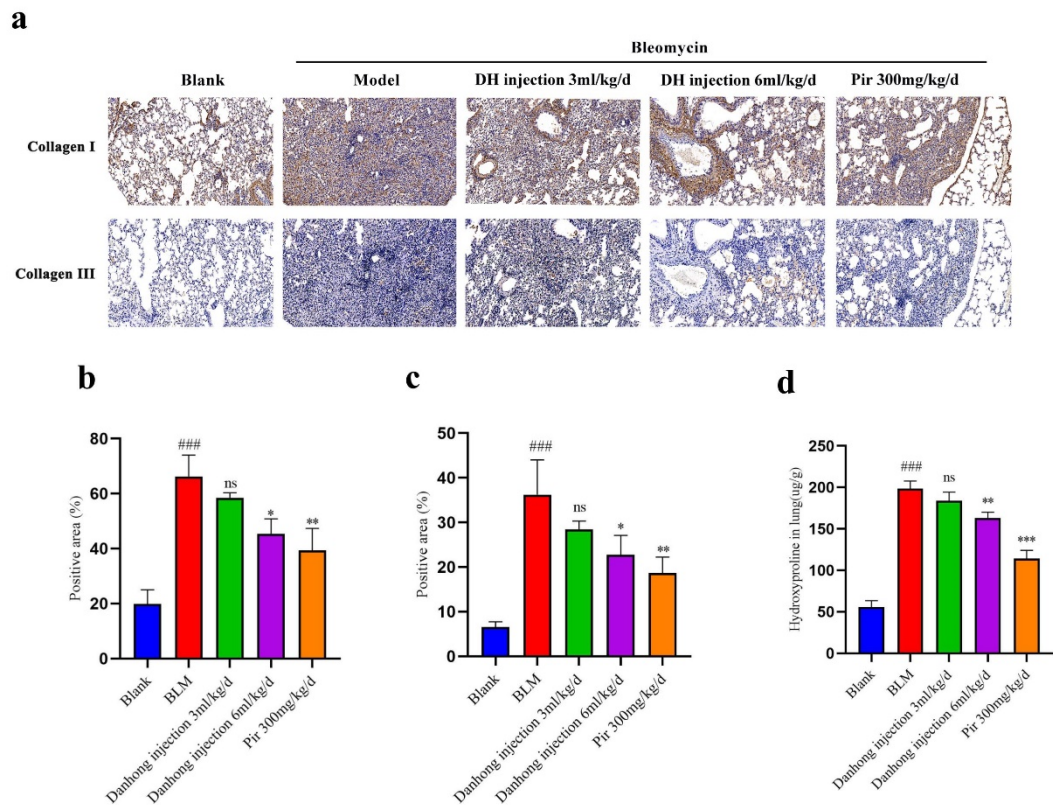 a
Bleomycin
Blank Model DH injection 3ml/kg/d DH injection 6ml/kg/d Pir 300mg/kg/d
Collagen I
Collagen III
b
Positive area (%)
80
60
40
20
0
###
ns
*
**
Blank
BLM
Danhong injection 3ml/kg/d
Danhong injection 6ml/kg/d
Pir 300mg/kg/d
c
Positive area (%)
50
40
30
20
10
0
###
ns
*
**
Blank
BLM
Danhong injection 3ml/kg/d
Danhong injection 6ml/kg/d
Pir 300mg/kg/d
d
Hydroxyproline in lung(ug/g)
250
200
150
100
50
0
###
ns
**
***
Blank
BLM
Danhong injection 3ml/kg/d
Danhong injection 6ml/kg/d
Pir 300mg/kg/d